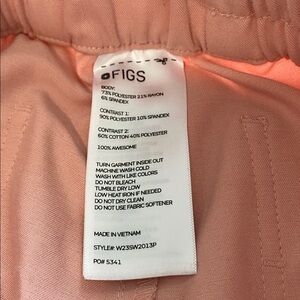 FIGS
BODY:
73% POLYESTER 21% RAYON
6% SPANDEX
CONTRAST 1:
90% POLYESTER 10% SPANDEX
CONTRAST 2:
60% COTTON 40% POLYESTER
100% AWESOME
TURN GARMENT INSIDE OUT
MACHINE WASH COLD
WASH WITH LIKE COLORS
DO NOT BLEACH
TUMBLE DRY LOW
LOW HEAT IRON IF NEEDED
DO NOT DRY CLEAN
DO NOT USE FABRIC SOFTENER
MADE IN VIETNAM
STYLE#: W23SW2013P
PO# 5341